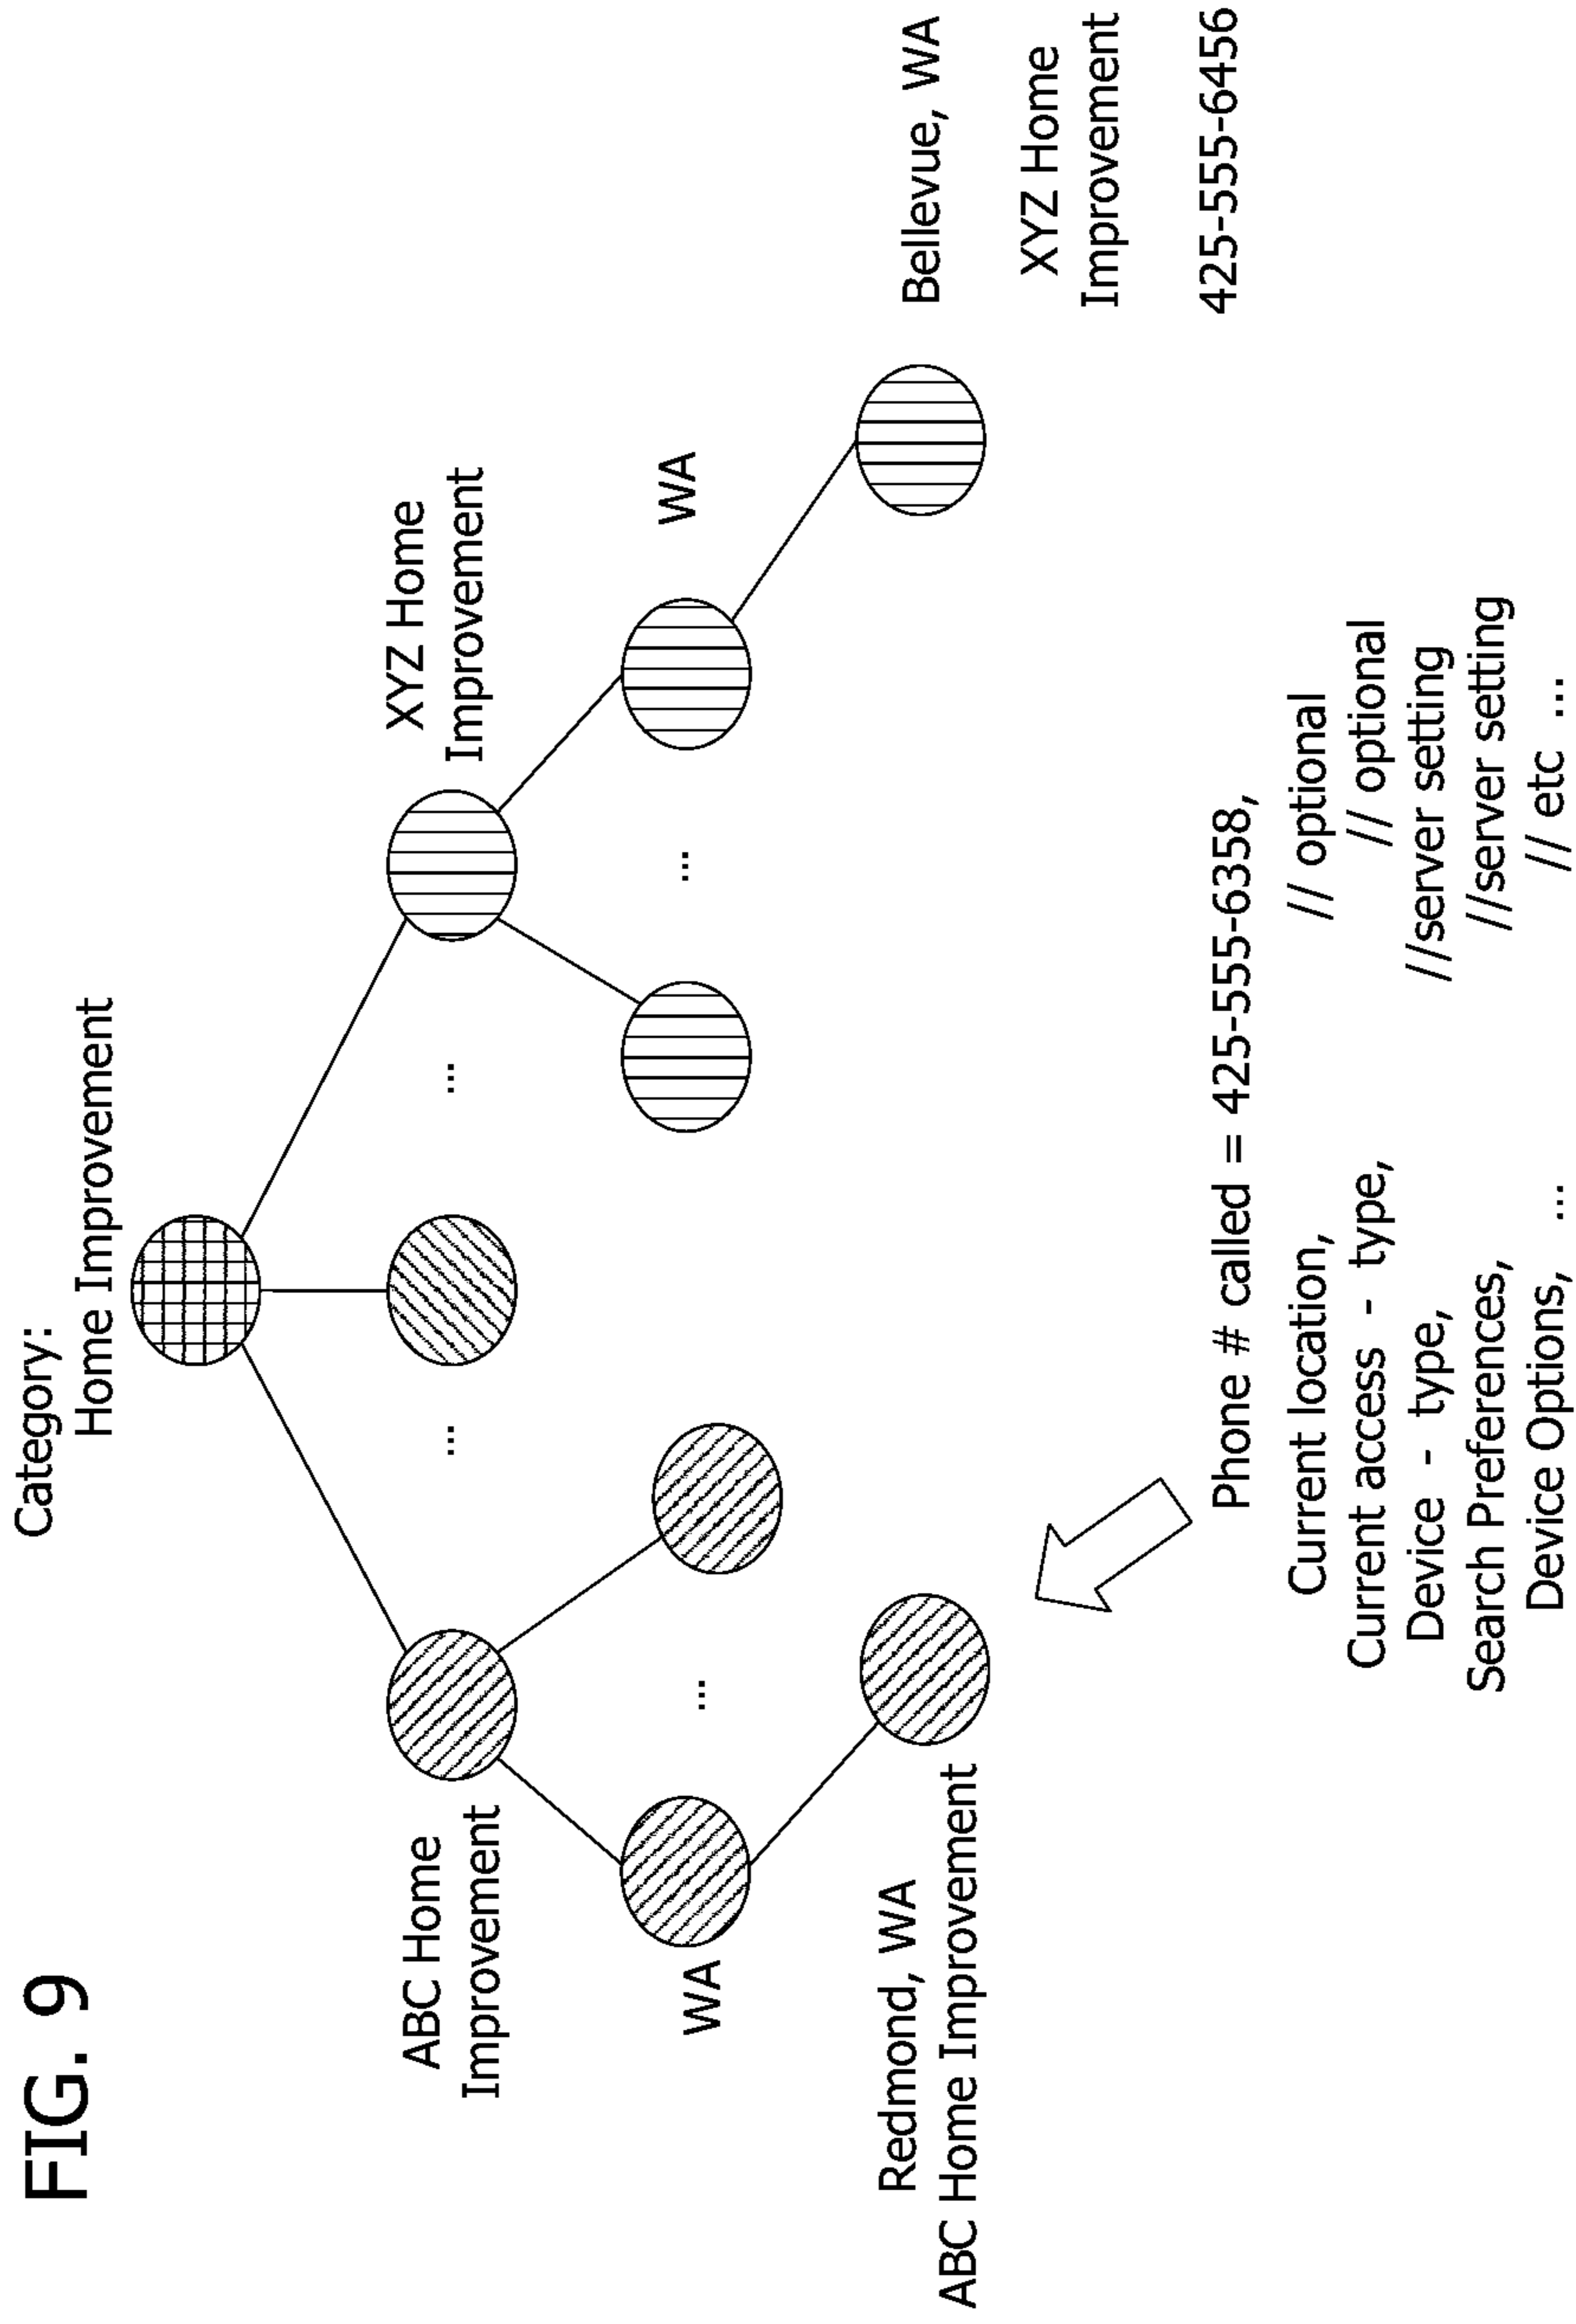 FIG. 9
Category:
Home Improvement
ABC Home
Improvement
...
...
XYZ Home
Improvement
WA
...
...
WA
Redmond, WA
ABC Home Improvement
Bellevue, WA
XYZ Home
Improvement
425-555-6456
Phone # called = 425-555-6358,
Current location, // optional
Current access - type, // optional
Device - type, //server setting
Search Preferences, //server setting
Device Options, ... // etc ...